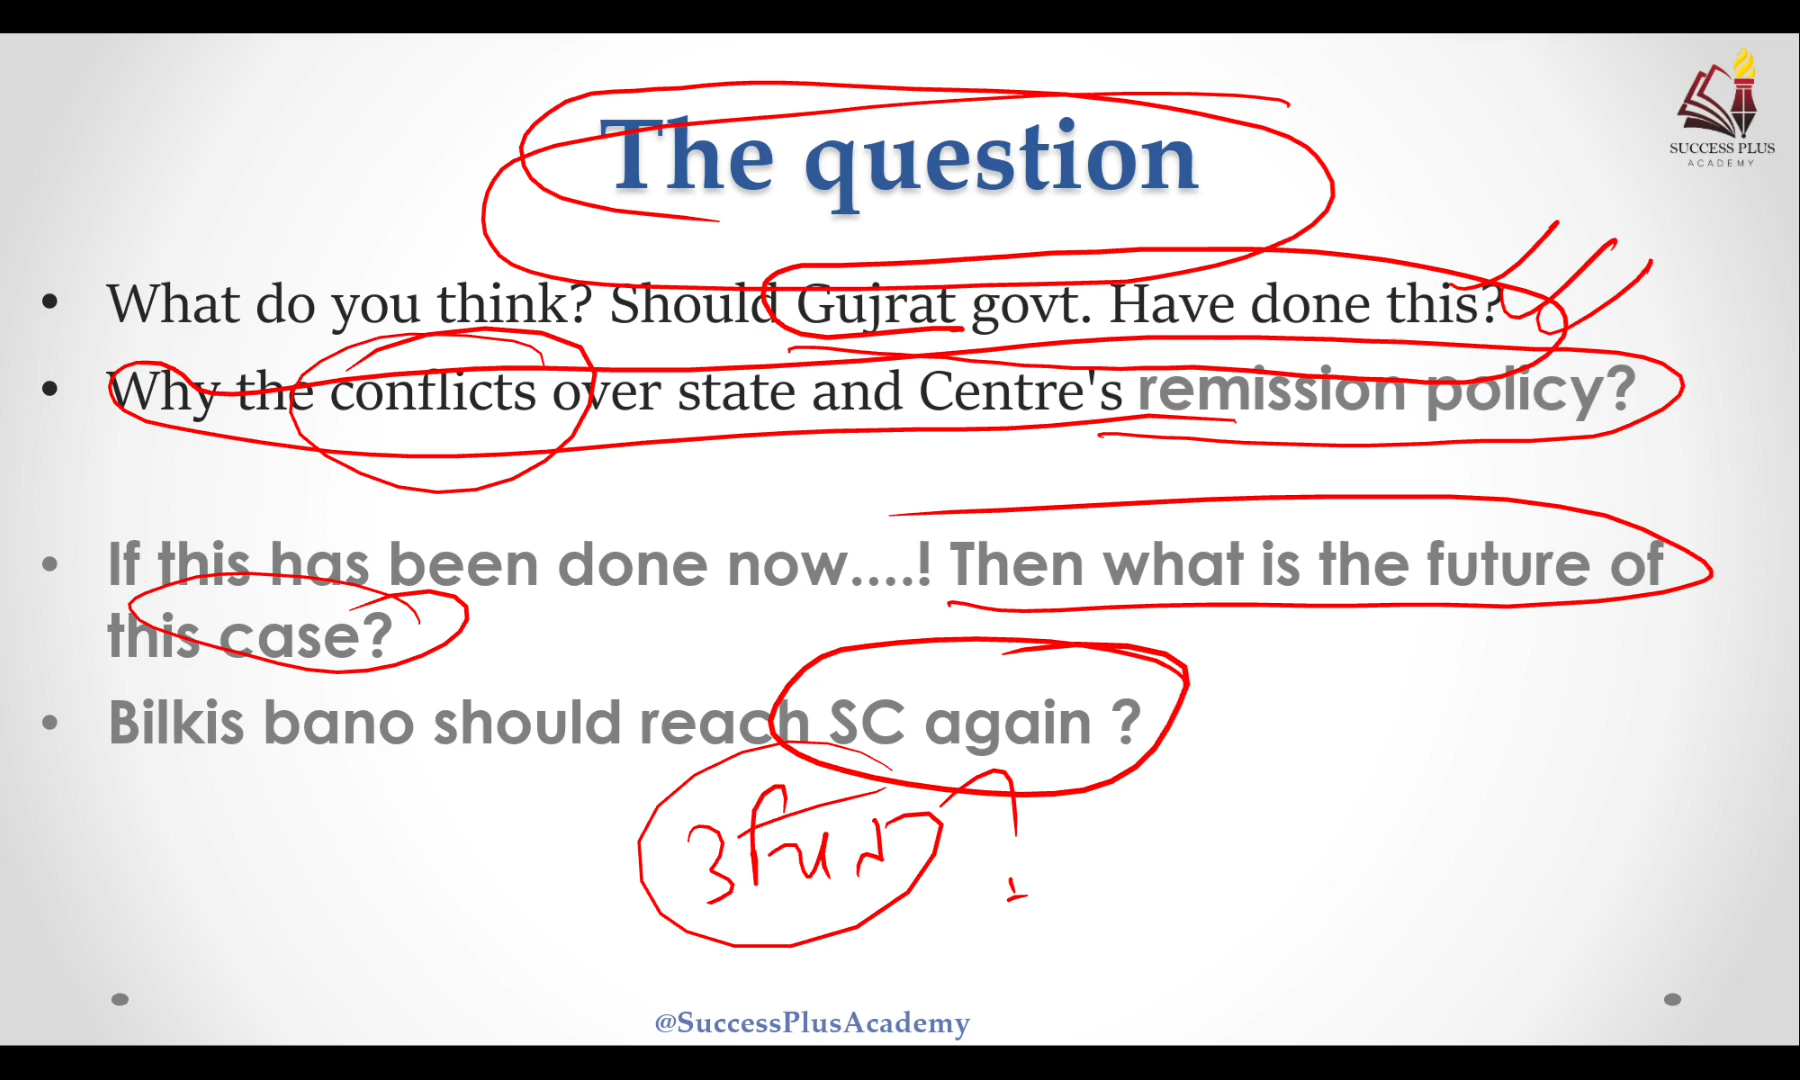 The question
SUCCESS PLUS
ACADEMY
• What do you think? Should Gujrat govt. Have done this?
• Why the conflicts over state and Centre's remission policy?
• If this has been done now....! Then what is the future of
this case?
• Bilkis bano should reach SC again ?
@SuccessPlusAcademy